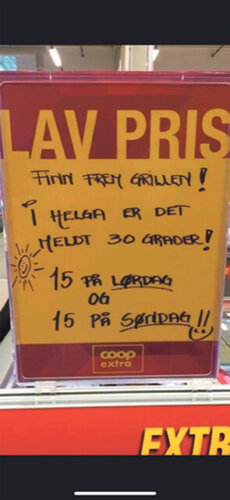 LAV PRIS
FINN FREM GRILLEN!
I HELGA ER DET
MELDT 30 GRADER!
15 PÅ LØRDAG
OG
15 PÅ SØNDAG!!
coop
extra
EXTR